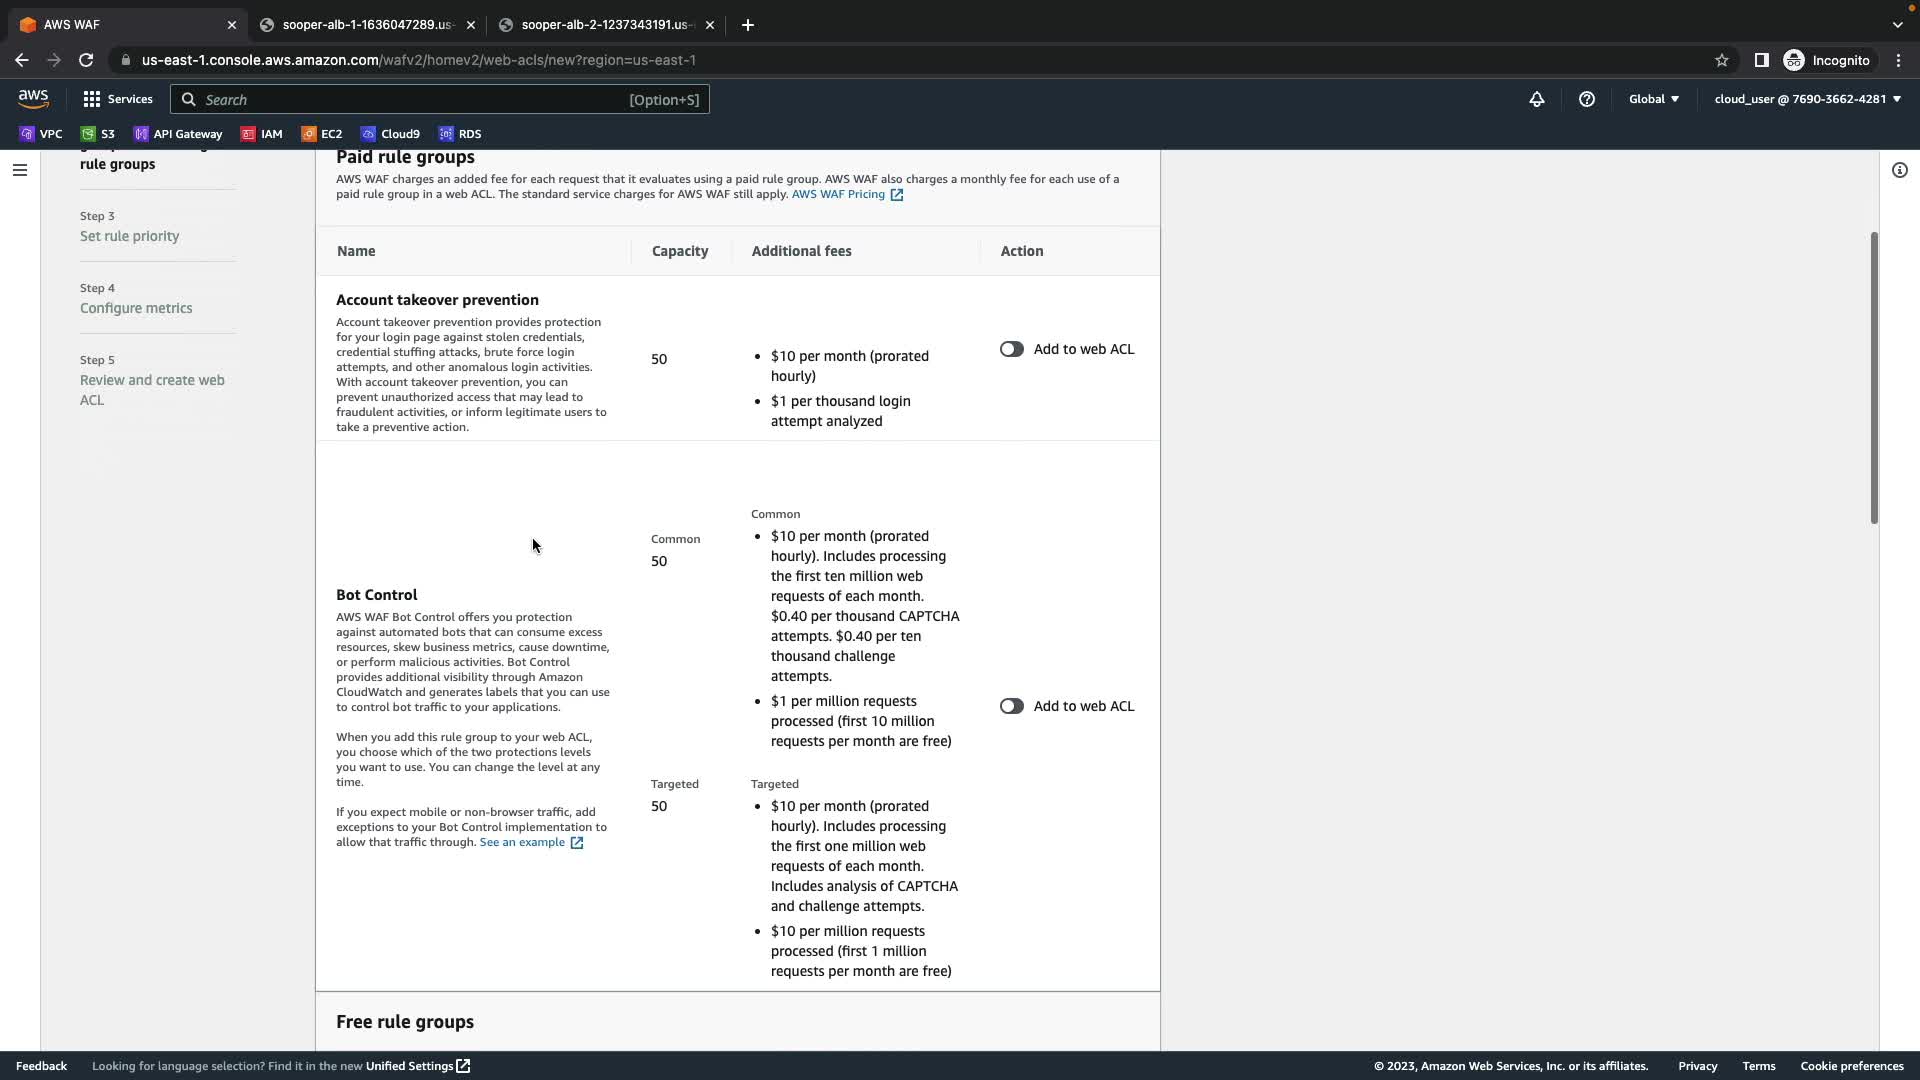 AWS WAF
sooper-alb-1-1636047289.us-
sooper-alb-2-1237343191.us-
us-east-1.console.aws.amazon.com/wafv2/homev2/web-acls/new?region=us-east-1
Incognito
aws
Services
Search
[Option+S]
Global
cloud_user @ 7690-3662-4281
VPC
S3
API Gateway
IAM
EC2
Cloud9
RDS
rule groups
Step 3
Set rule priority
Step 4
Configure metrics
Step 5
Review and create web
ACL
Paid rule groups
AWS WAF charges an added fee for each request that it evaluates using a paid rule group. AWS WAF also charges a monthly fee for each use of a
paid rule group in a web ACL. The standard service charges for AWS WAF still apply. AWS WAF Pricing
Name
Capacity
Additional fees
Action
Account takeover prevention
Account takeover prevention provides protection
for your login page against stolen credentials,
credential stuffing attacks, brute force login
attempts, and other anomalous login activities.
With account takeover prevention, you can
prevent unauthorized access that may lead to
fraudulent activities, or inform legitimate users to
take a preventive action.
50
• $10 per month (prorated
hourly)
• $1 per thousand login
attempt analyzed
Add to web ACL
Bot Control
AWS WAF Bot Control offers you protection
against automated bots that can consume excess
resources, skew business metrics, cause downtime,
or perform malicious activities. Bot Control
provides additional visibility through Amazon
CloudWatch and generates labels that you can use
to control bot traffic to your applications.
When you add this rule group to your web ACL,
you choose which of the two protections levels
you want to use. You can change the level at any
time.
If you expect mobile or non-browser traffic, add
exceptions to your Bot Control implementation to
allow that traffic through. See an example
Common
50
Targeted
50
Common
• $10 per month (prorated
hourly). Includes processing
the first ten million web
requests of each month.
$0.40 per thousand CAPTCHA
attempts. $0.40 per ten
thousand challenge
attempts.
• $1 per million requests
processed (first 10 million
requests per month are free)
Targeted
• $10 per month (prorated
hourly). Includes processing
the first one million web
requests of each month.
Includes analysis of CAPTCHA
and challenge attempts.
• $10 per million requests
processed (first 1 million
requests per month are free)
Add to web ACL
Free rule groups
Feedback
Looking for language selection? Find it in the new Unified Settings
© 2023, Amazon Web Services, Inc. or its affiliates.
Privacy
Terms
Cookie preferences